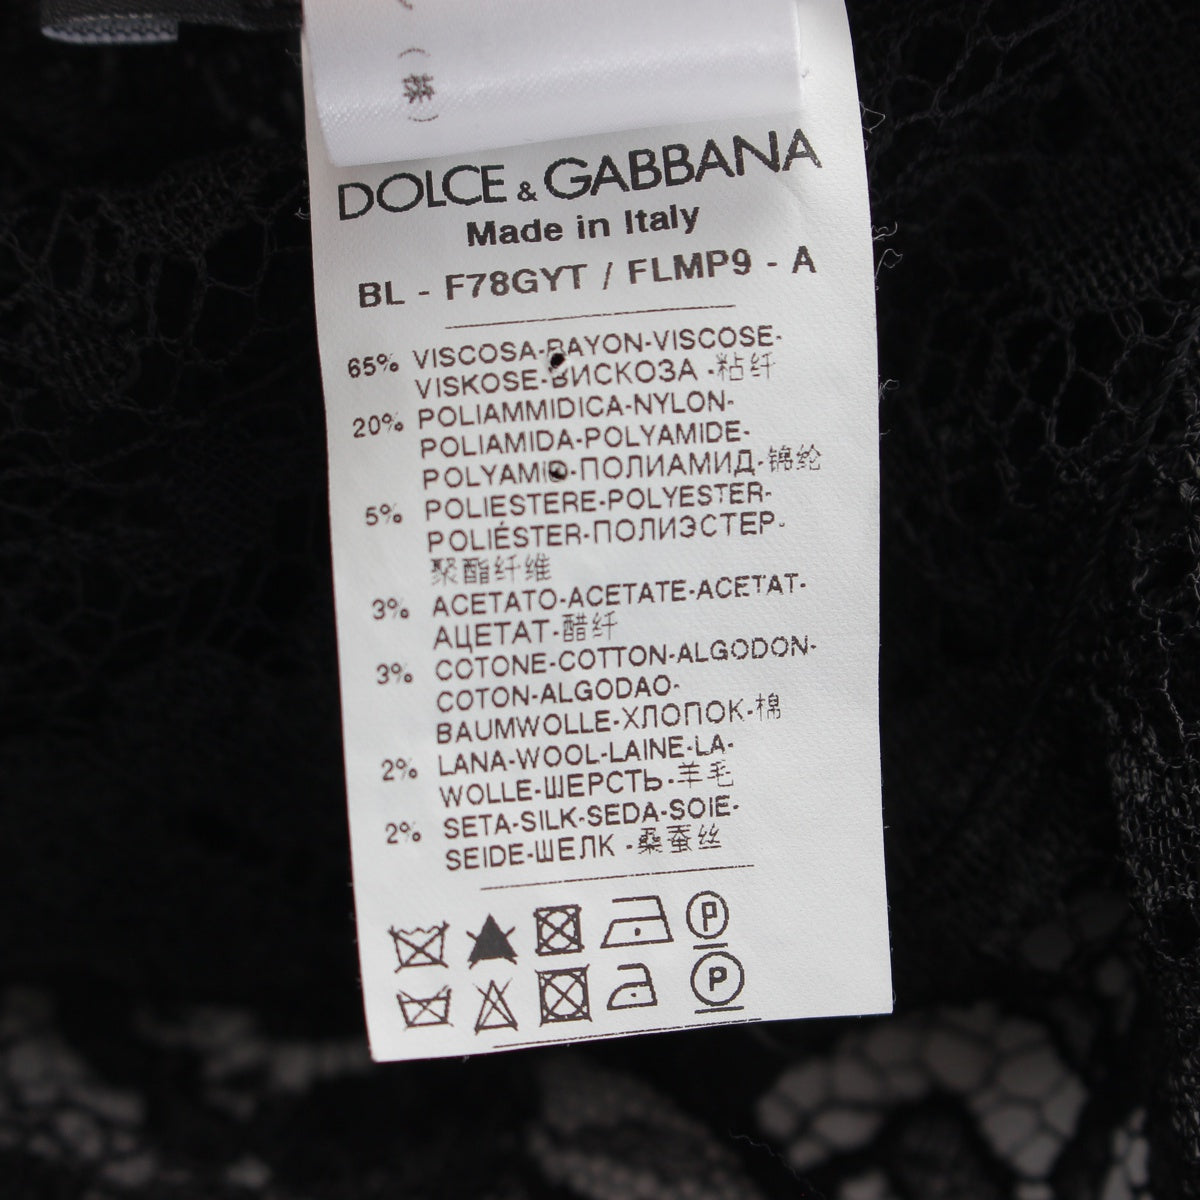 DOLCE & GABBANA
Made in Italy
BL - F78GYT / FLMP9 - A
65% VISCOSA-RAYON-VISCOSE-
VISKOSE-ВИСКОЗА -粘纤
20% POLIAMMIDICA-NYLON-
POLIAMIDA-POLYAMIDE-
POLYAMID-ПОЛИАМИД-锦纶
5% POLIESTERE-POLYESTER-
POLIÉSTER-ПОЛИЭСТЕР-
聚酯纤维
3% ACETATO-ACETATE-ACETAT-
АЦЕТАТ-醋纤
3% COTONE-COTTON-ALGODON-
COTON-ALGODAO-
BAUMWOLLE-ХЛОПОК-棉
2% LANA-WOOL-LAINE-LA-
WOLLE-ШЕРСТЬ-羊毛
2% SETA-SILK-SEDA-SOIE-
SEIDE-ШЕЛК -桑蚕丝
P
P